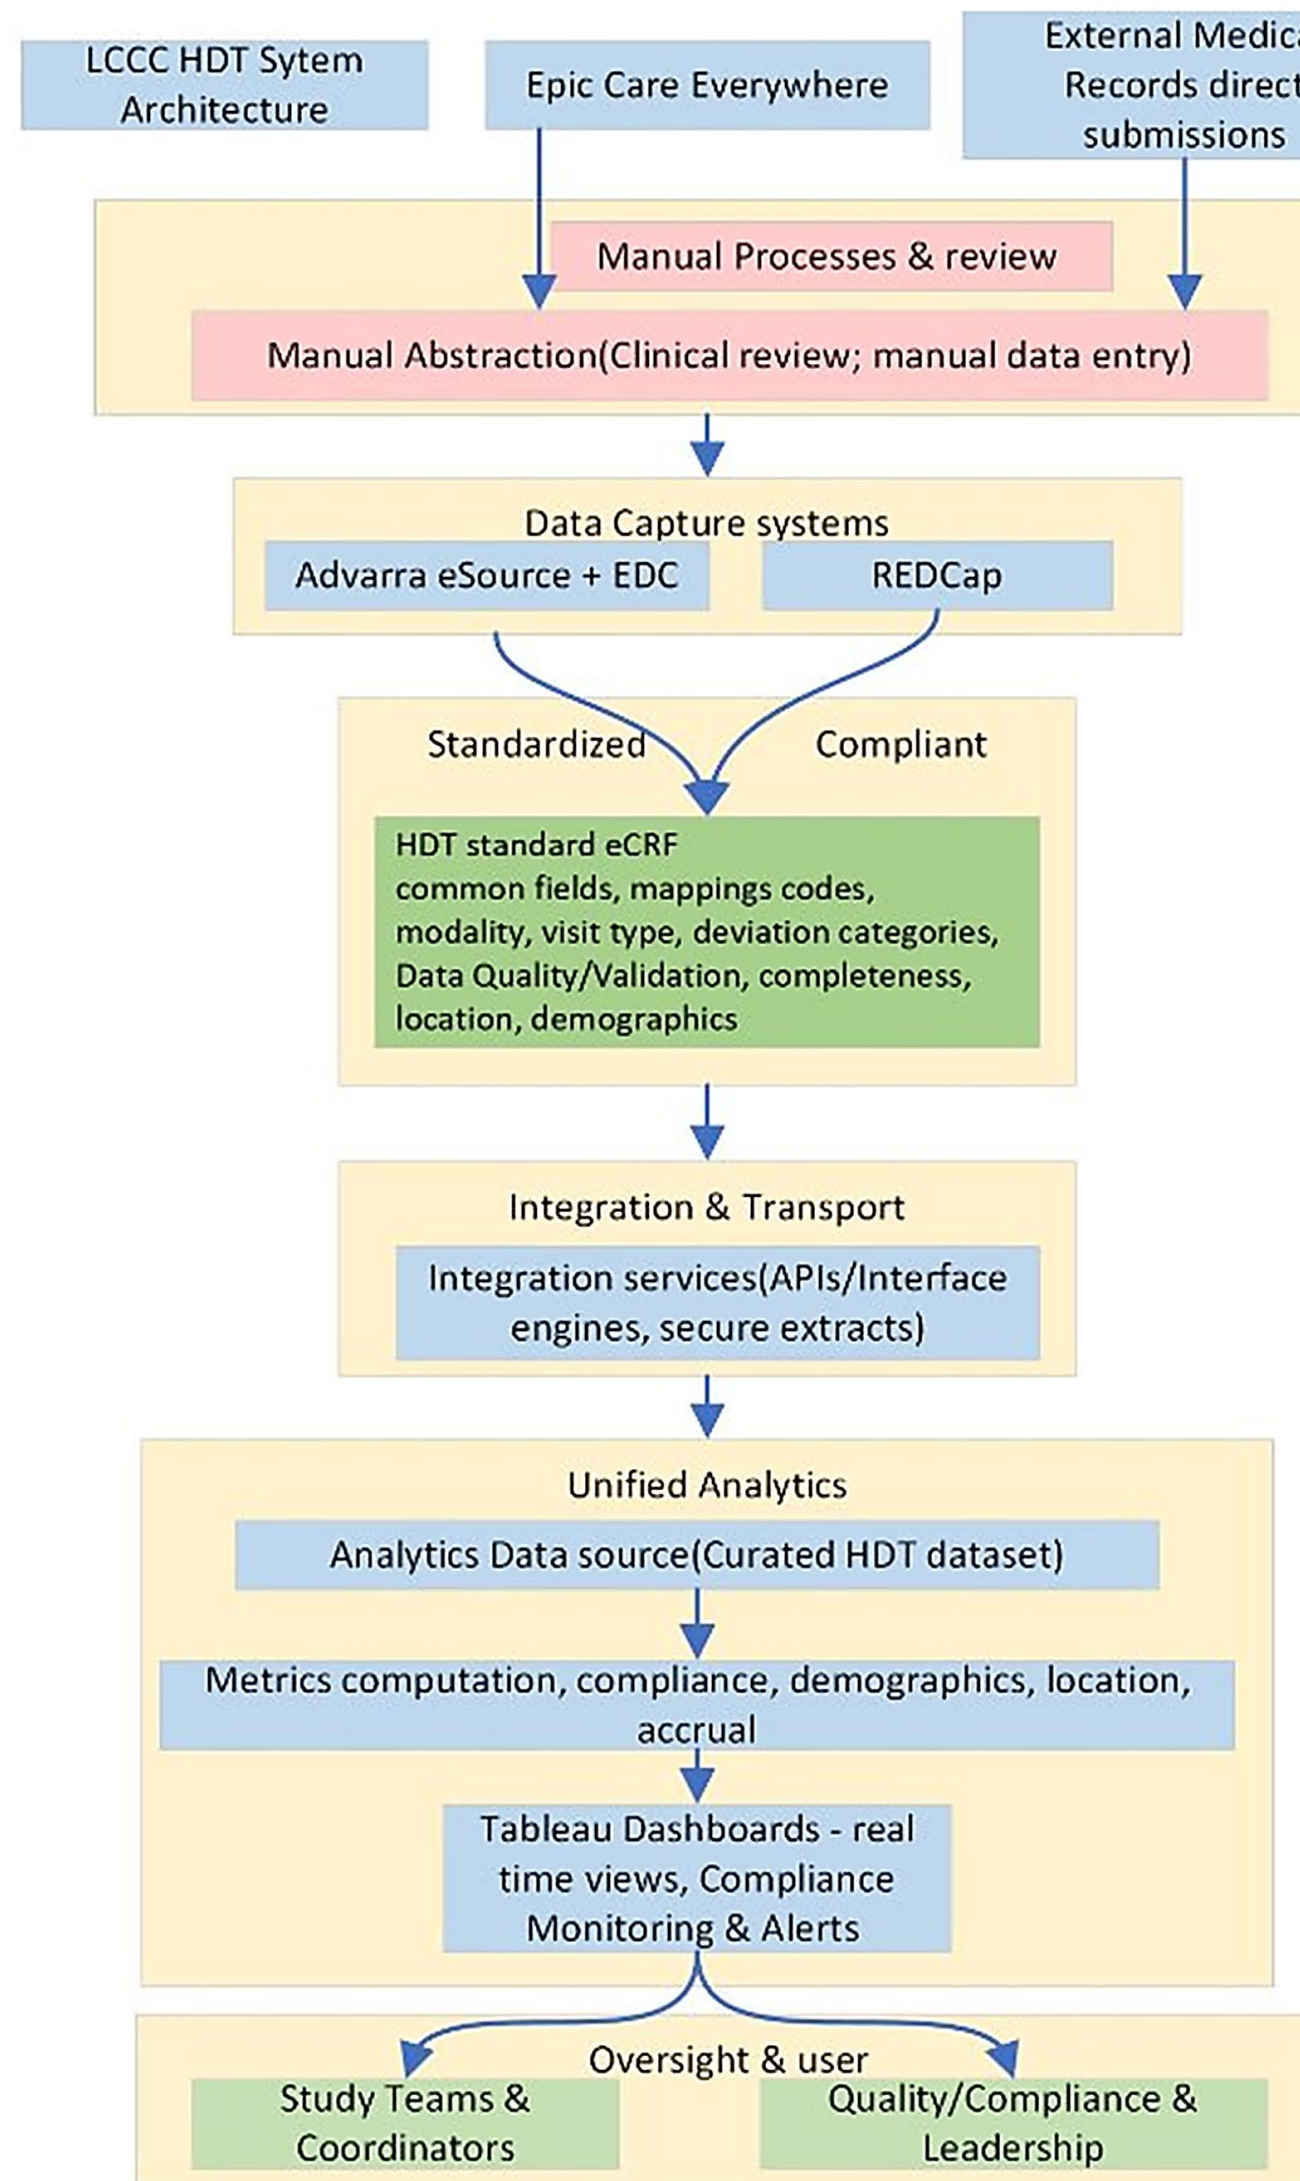 LCCC HDT Sytem
Architecture
Epic Care Everywhere
External Medica
Records direct
submissions
Manual Processes & review
Manual Abstraction(Clinical review; manual data entry)
Data Capture systems
Advarra eSource + EDC
REDCap
Standardized
Compliant
HDT standard eCRF
common fields, mappings codes,
modality, visit type, deviation categories,
Data Quality/Validation, completeness,
location, demographics
Integration & Transport
Integration services(APIs/Interface
engines, secure extracts)
Unified Analytics
Analytics Data source(Curated HDT dataset)
Metrics computation, compliance, demographics, location,
accrual
Tableau Dashboards - real
time views, Compliance
Monitoring & Alerts
Oversight & user
Study Teams &
Coordinators
Quality/Compliance &
Leadership